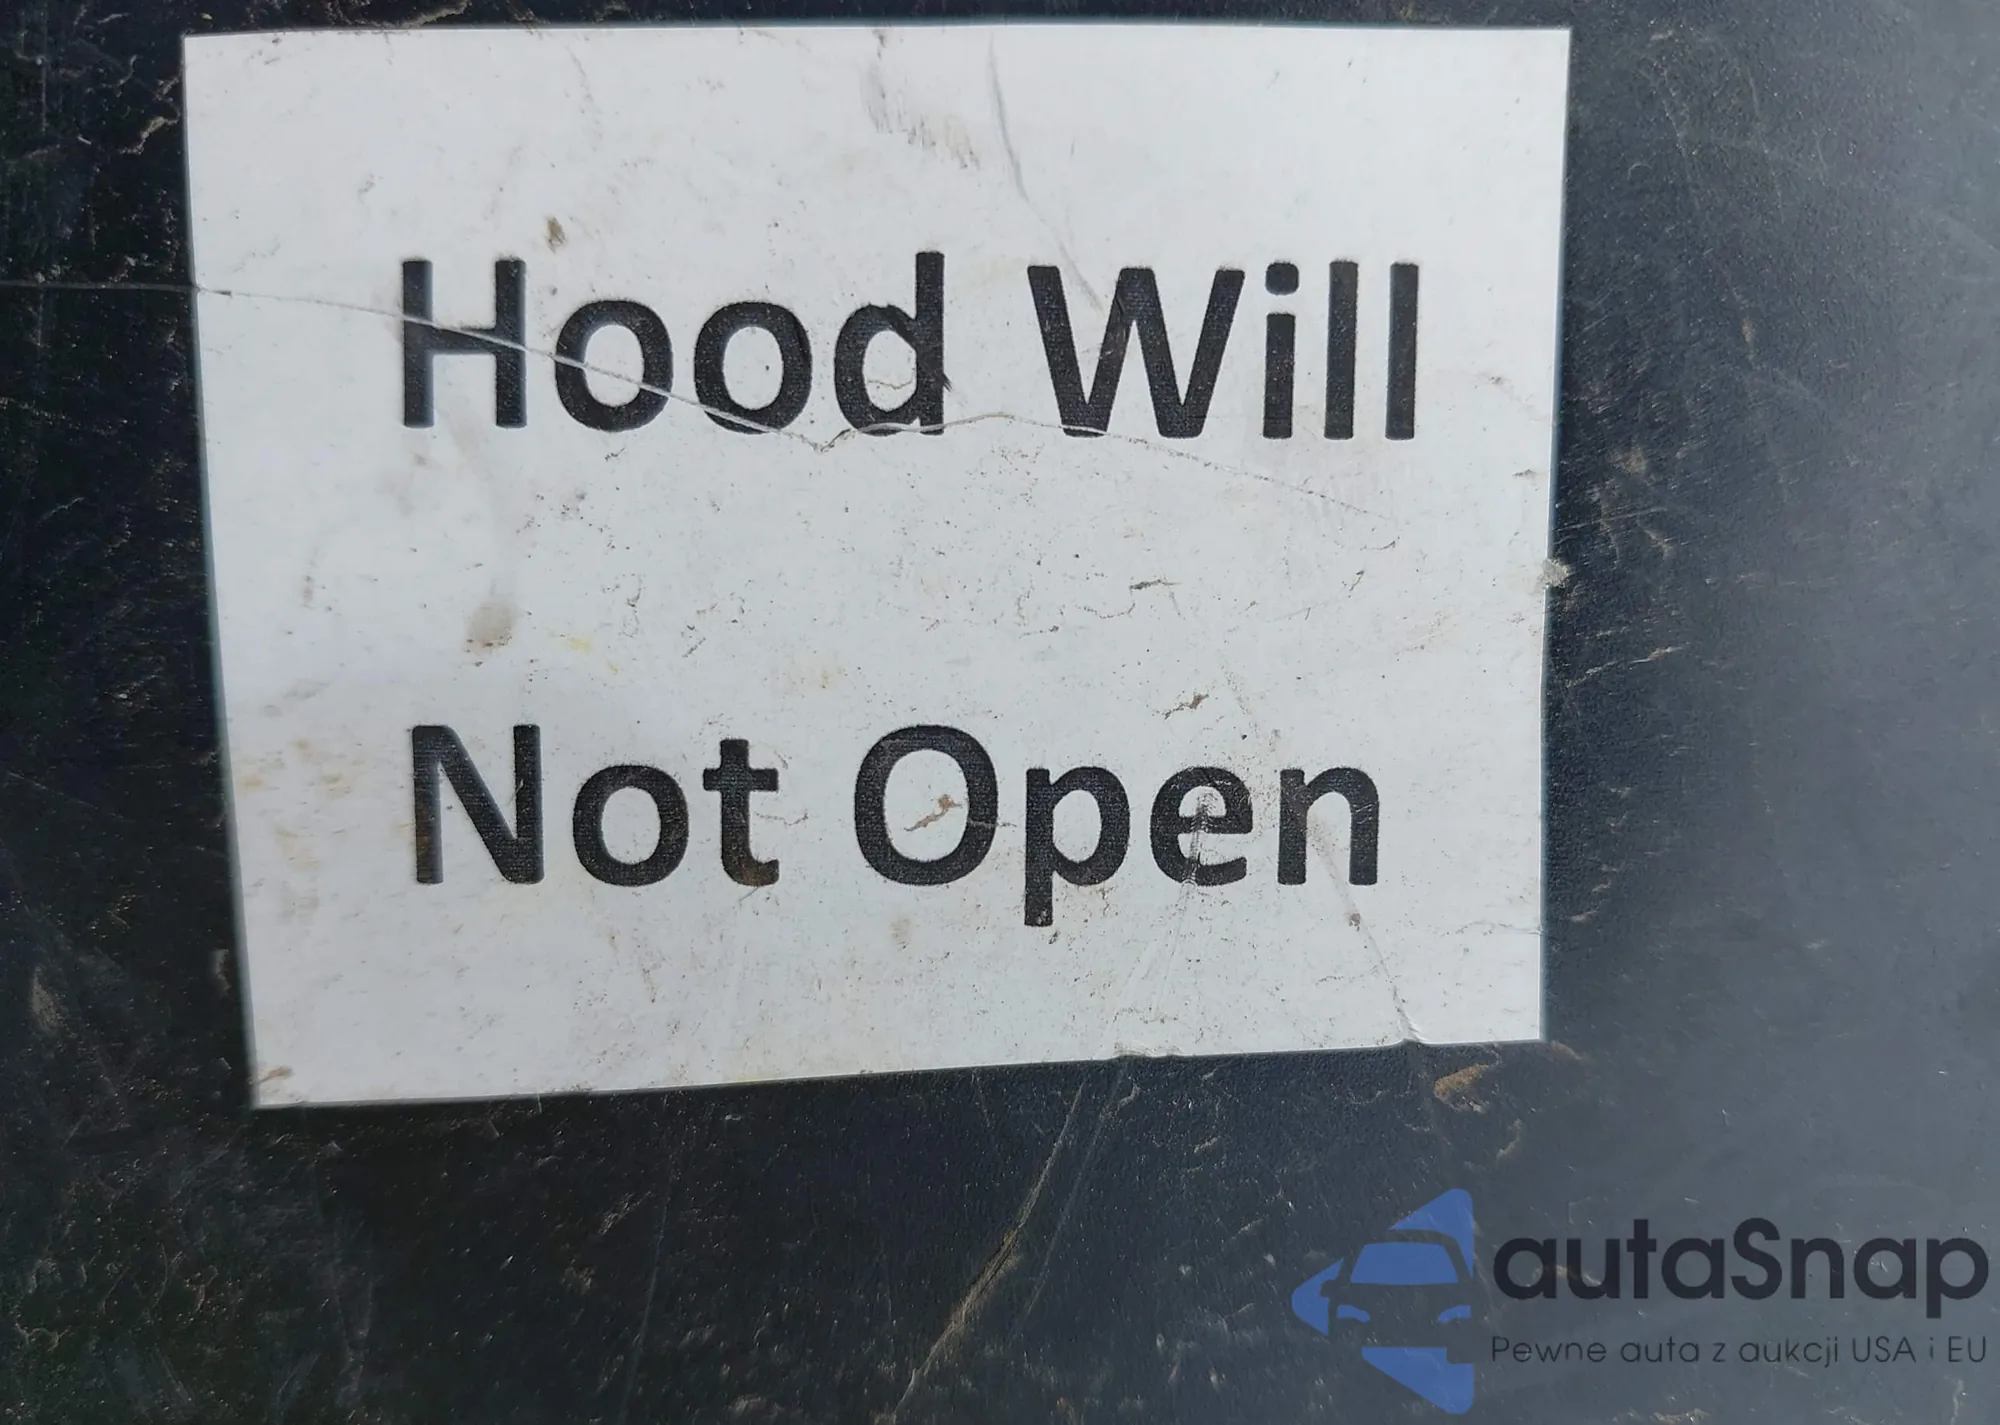 Hood Will
Not Open
autaSnap
Pewne auta z aukcji USA i EU